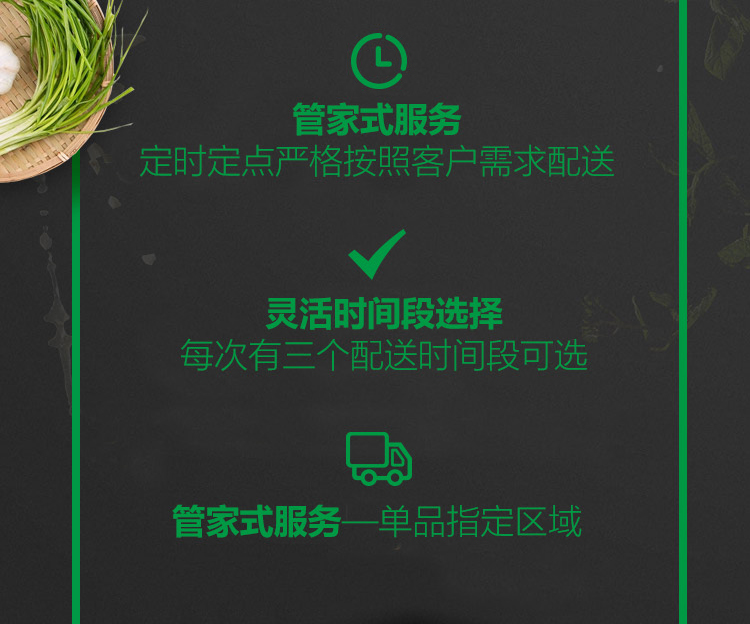 管家式服务
定时定点严格按照客户需求配送
灵活时间段选择
每次有三个配送时间段可选
管家式服务—单品指定区域